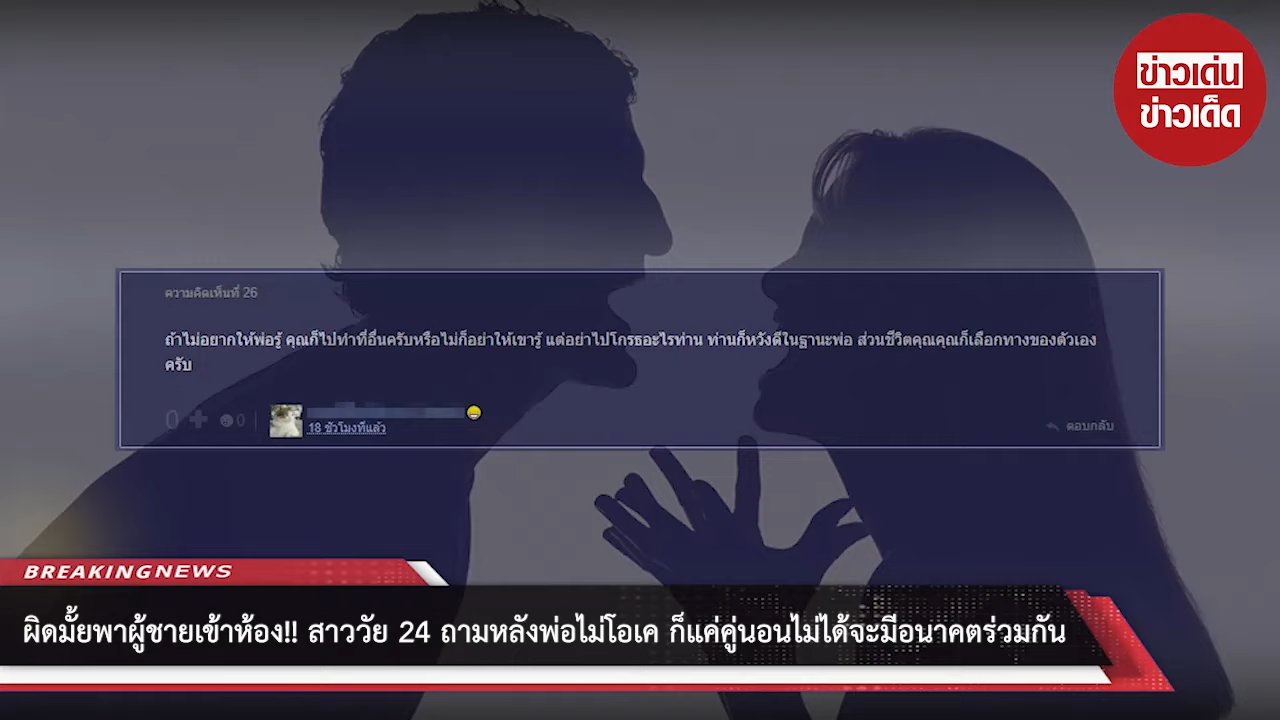 ข่าวเด่น
ข่าวเด็ด
ความคิดเห็นที่ 26
ถ้าไม่อยากให้พ่อรู้ คุณก็ไปทำที่อื่นครับหรือไม่ก็อย่าให้เขารู้ แต่อย่าไปโกรธอะไรท่าน ท่านก็หวังดีในฐานะพ่อ ส่วนชีวิตคุณคุณก็เลือกทางของตัวเอง
ครับ
0 0
18 ชั่วโมงที่แล้ว
ตอบกลับ
BREAKING NEWS
ผิดมั้ยพาผู้ชายเข้าห้อง!! สาววัย 24 ถามหลังพ่อไม่โอเค ก็แค่คู่นอนไม่ได้จะมีอนาคตร่วมกัน